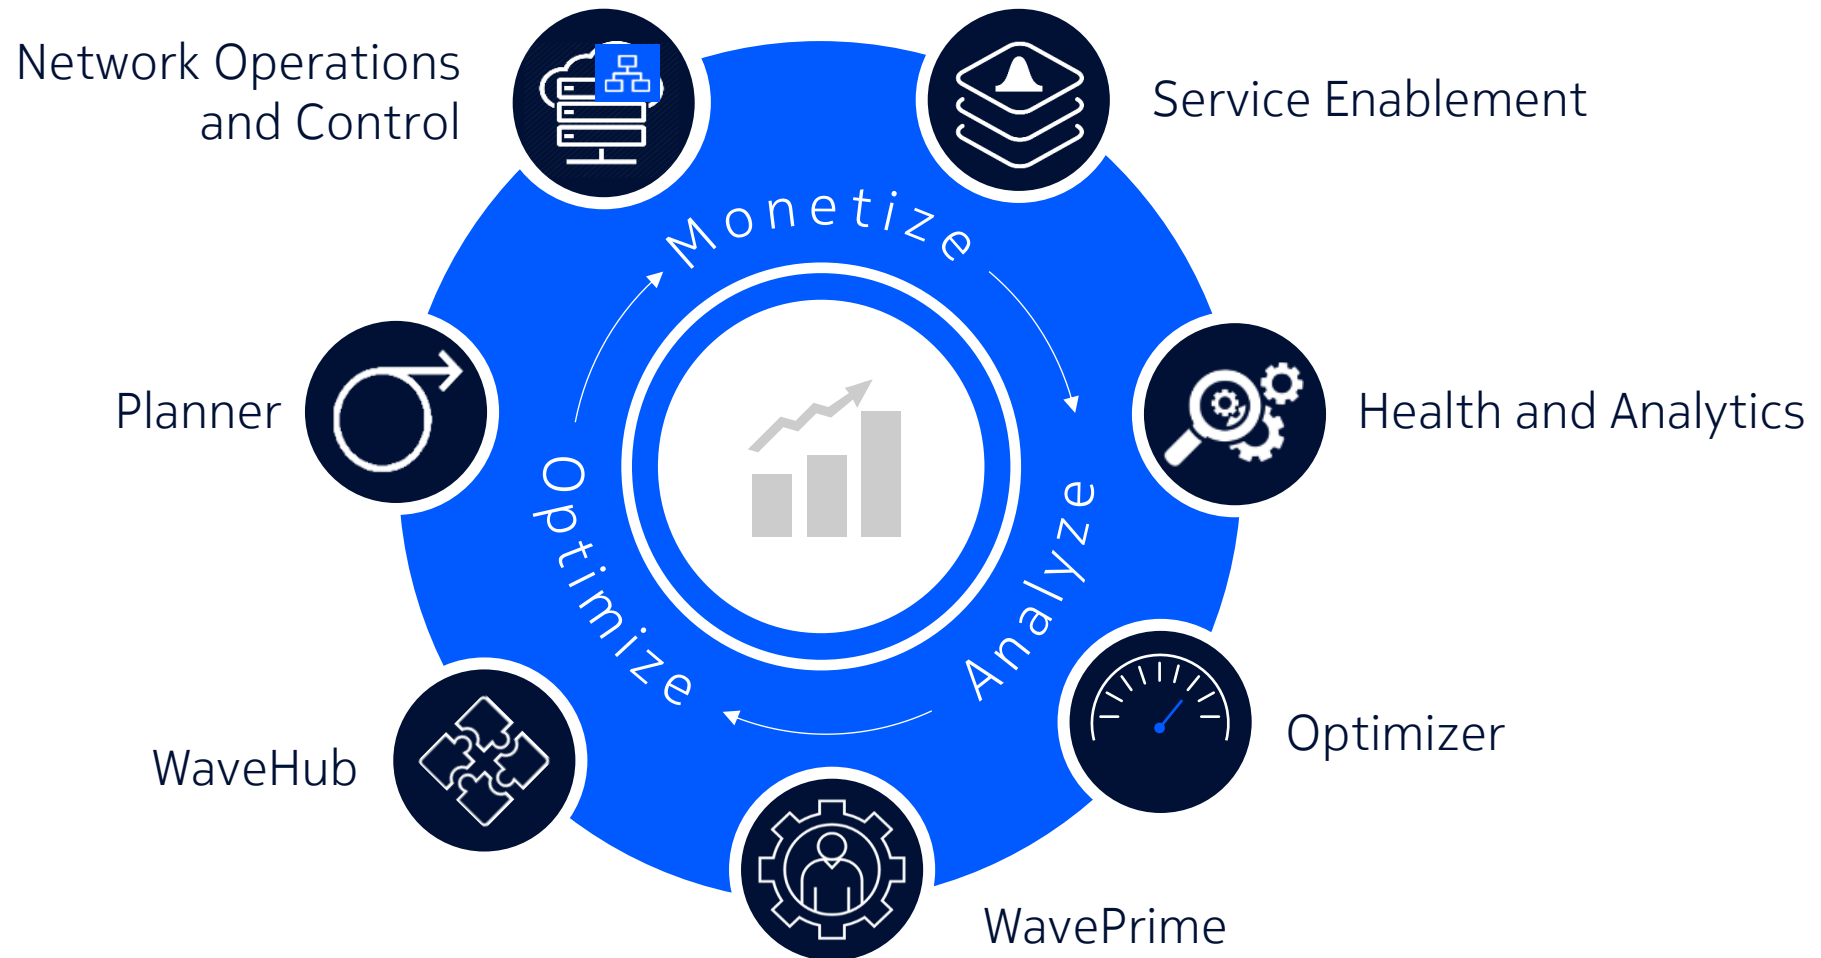 Network Operations
and Control
Service Enablement
Monetize
Planner
Health and Analytics
Optimize
Analyze
Optimizer
WaveHub
WavePrime